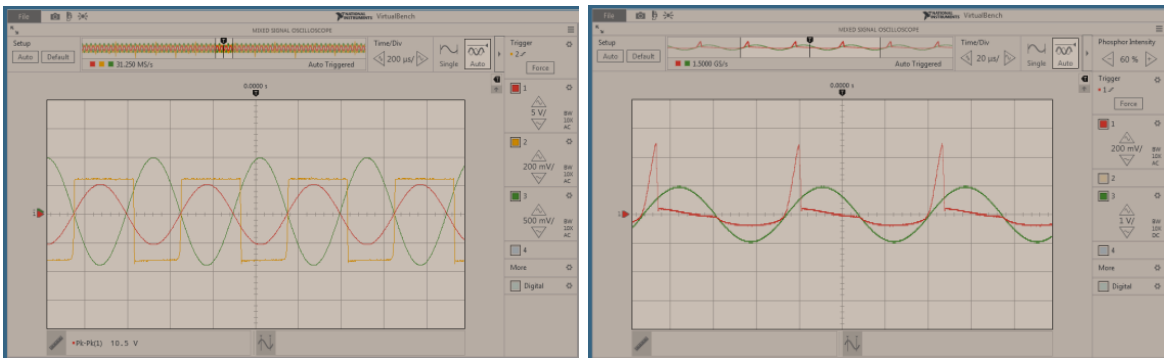 File
NATIONAL INSTRUMENTS VirtualBench
MIXED SIGNAL OSCILLOSCOPE
Setup
Auto Default
31.250 MS/s Auto Triggered
Time/Div
200 µs/
Single Auto
Trigger
2
Force
0.0000 s
1
5 V/
BW
10X
AC
2
200 mV/
BW
10X
AC
3
500 mV/
BW
10X
AC
4
More
Digital
Pk-Pk(1) 10.5 V
File
NATIONAL INSTRUMENTS VirtualBench
MIXED SIGNAL OSCILLOSCOPE
Setup
Auto Default
1.5000 GS/s Auto Triggered
Time/Div
20 µs/
Single Auto
Phosphor Intensity
60 %
Trigger
1
Force
0.0000 s
1
200 mV/
BW
10X
AC
2
3
1 V/
BW
10X
DC
4
More
Digital